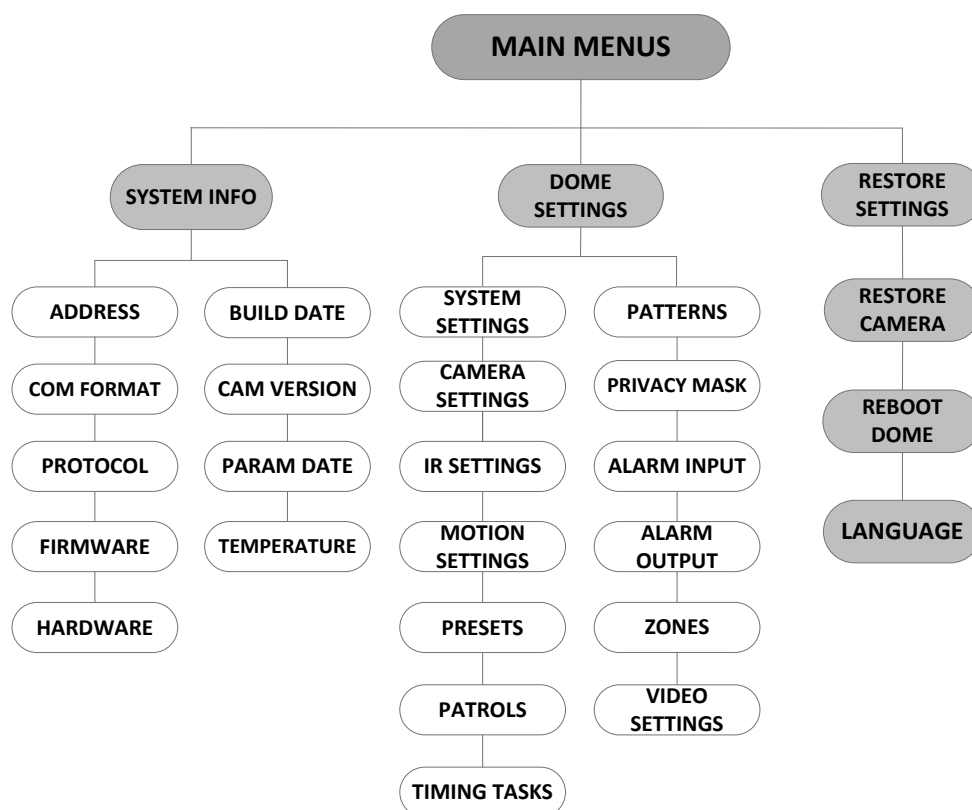 MAIN MENUS
SYSTEM INFO
DOME
SETTINGS
RESTORE
SETTINGS
ADDRESS
COM FORMAT
PROTOCOL
FIRMWARE
HARDWARE
BUILD DATE
CAM VERSION
PARAM DATE
TEMPERATURE
SYSTEM
SETTINGS
CAMERA
SETTINGS
IR SETTINGS
MOTION
SETTINGS
PRESETS
PATROLS
TIMING TASKS
PATTERNS
PRIVACY MASK
ALARM INPUT
ALARM
OUTPUT
ZONES
VIDEO
SETTINGS
RESTORE
CAMERA
REBOOT
DOME
LANGUAGE